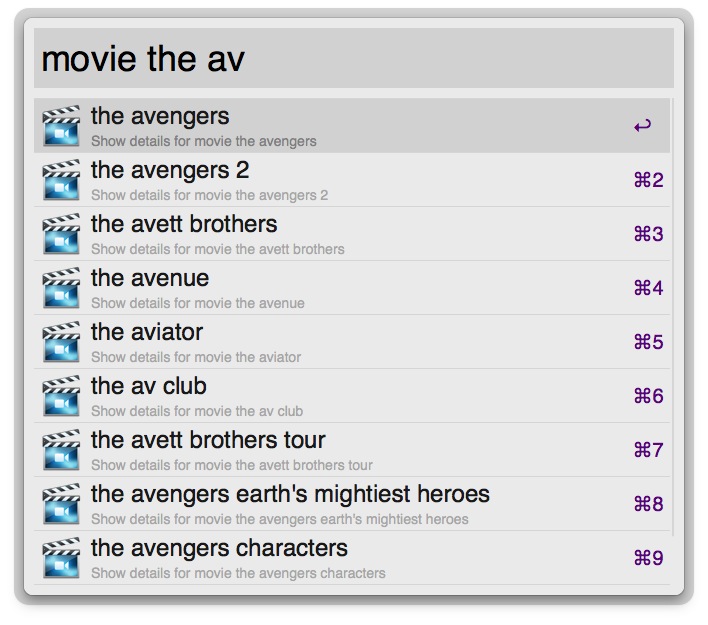 movie the av
the avengers
Show details for movie the avengers
↩
the avengers 2
Show details for movie the avengers 2
⌘2
the avett brothers
Show details for movie the avett brothers
⌘3
the avenue
Show details for movie the avenue
⌘4
the aviator
Show details for movie the aviator
⌘5
the av club
Show details for movie the av club
⌘6
the avett brothers tour
Show details for movie the avett brothers tour
⌘7
the avengers earth's mightiest heroes
Show details for movie the avengers earth's mightiest heroes
⌘8
the avengers characters
Show details for movie the avengers characters
⌘9